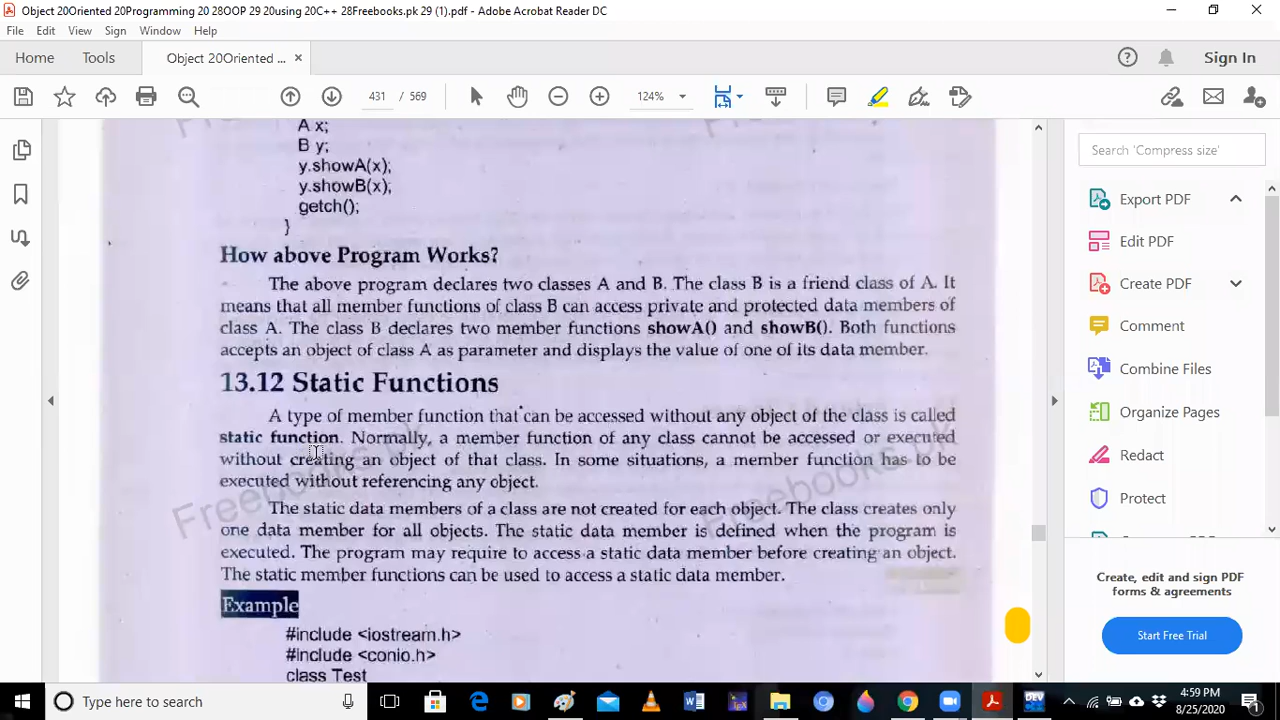 Object 20Oriented 20Programming 20 28OOP 29 20using 20C++ 28Freebooks.pk 29 (1).pdf - Adobe Acrobat Reader DC
File Edit View Sign Window Help
Home Tools Object 20Oriented ... × Sign In
431 / 569 124%
A x;
B y;
y.showA(x);
y.showB(x);
getch();
}
How above Program Works?
The above program declares two classes A and B. The class B is a friend class of A. It
means that all member functions of class B can access private and protected data members of
class A. The class B declares two member functions showA() and showB(). Both functions
accepts an object of class A as parameter and displays the value of one of its data member.
13.12 Static Functions
A type of member function that can be accessed without any object of the class is called
static function. Normally, a member function of any class cannot be accessed or executed
without creating an object of that class. In some situations, a member function has to be
executed without referencing any object.
The static data members of a class are not created for each object. The class creates only
one data member for all objects. The static data member is defined when the program is
executed. The program may require to access a static data member before creating an object.
The static member functions can be used to access a static data member.
Example
#include <iostream.h>
#include <conio.h>
class Test
Search 'Compress size'
Export PDF
Edit PDF
Create PDF
Comment
Combine Files
Organize Pages
Redact
Protect
Create, edit and sign PDF
forms & agreements
Start Free Trial
Type here to search
4:59 PM
8/25/2020